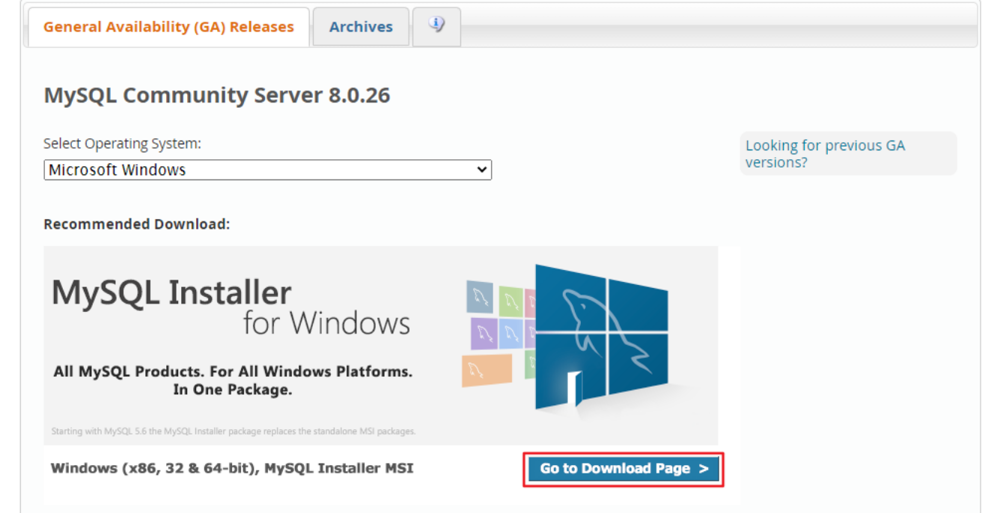 General Availability (GA) Releases
Archives
MySQL Community Server 8.0.26
Select Operating System:
Microsoft Windows
Looking for previous GA
versions?
Recommended Download:
MySQL Installer
for Windows
All MySQL Products. For All Windows Platforms.
In One Package.
Starting with MySQL 5.6 the MySQL Installer package replaces the standalone MSI packages.
Windows (x86, 32 & 64-bit), MySQL Installer MSI
Go to Download Page >